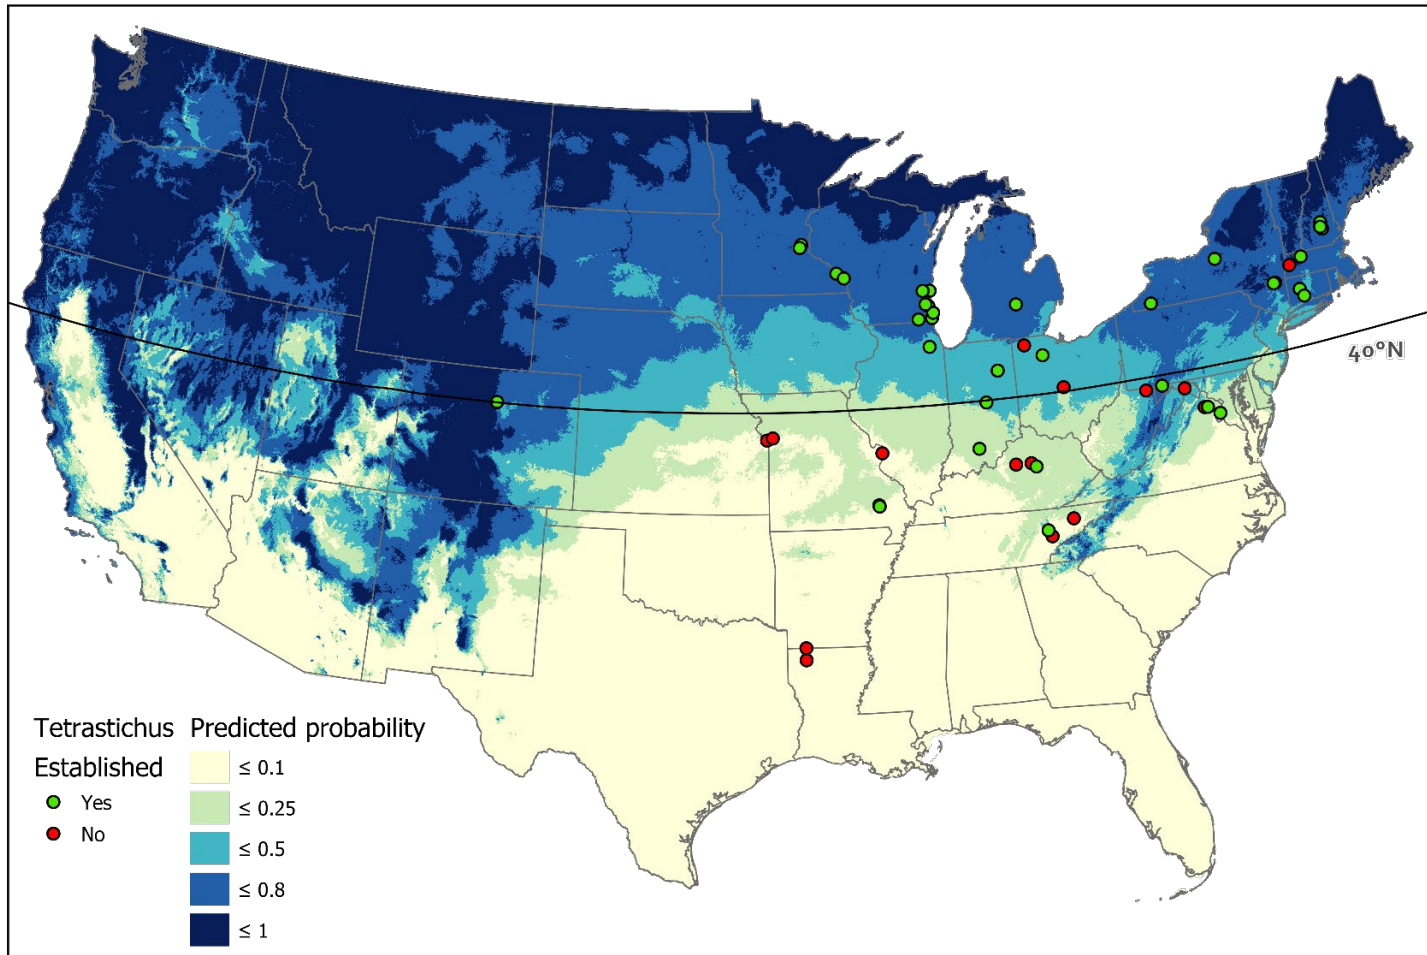 40°N
Tetrastichus Predicted probability
Established
≤ 0.1
≤ 0.25
Yes
≤ 0.5
No
≤ 0.8
≤ 1